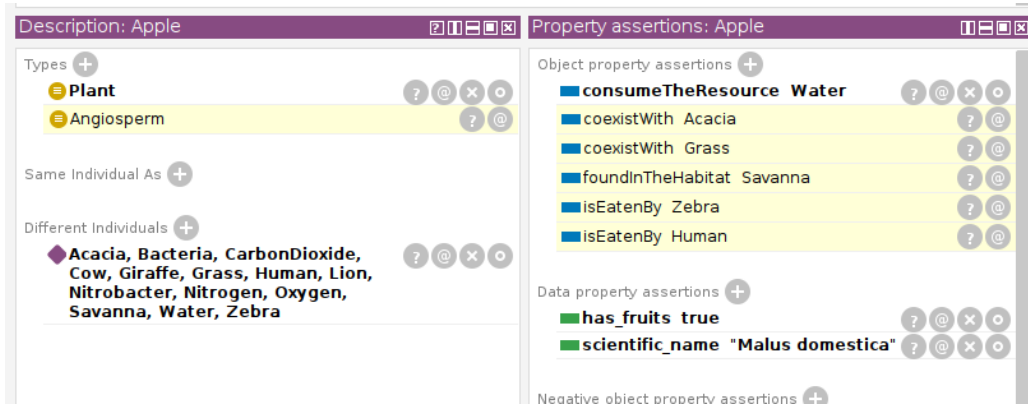 Description: Apple
Types
Plant
Angiosperm
Same Individual As
Different Individuals
Acacia, Bacteria, CarbonDioxide,
Cow, Giraffe, Grass, Human, Lion,
Nitrobacter, Nitrogen, Oxygen,
Savanna, Water, Zebra
Property assertions: Apple
Object property assertions
consumeTheResource Water
coexistWith Acacia
coexistWith Grass
foundInTheHabitat Savanna
isEatenBy Zebra
isEatenBy Human
Data property assertions
has_fruits true
scientific_name "Malus domestica"
Negative object property assertions